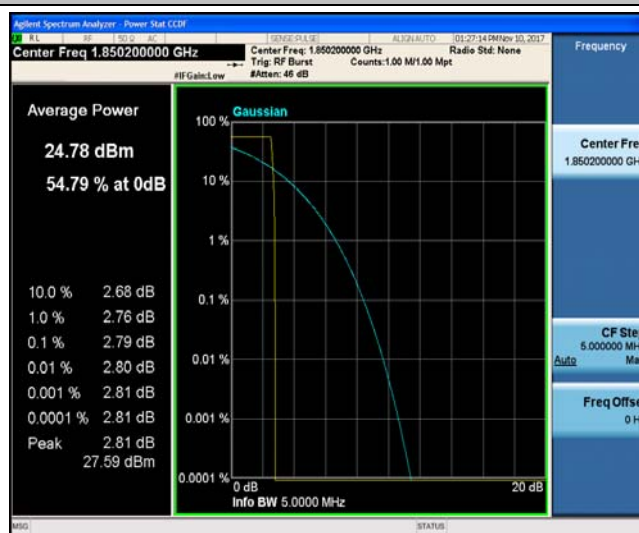 Agilent Spectrum Analyzer - Power Stat CCDF
RL RF 50 Ω AC SENSE:PULSE ALIGN AUTO 01:27:14 PM Nov 10, 2017
Center Freq 1.850200000 GHz
Center Freq: 1.850200000 GHz Radio Std: None
Trig: RF Burst Counts:1.00 M/1.00 Mpt
#IFGain:Low #Atten: 46 dB
Average Power
24.78 dBm
54.79 % at 0dB
10.0 % 2.68 dB
1.0 % 2.76 dB
0.1 % 2.79 dB
0.01 % 2.80 dB
0.001 % 2.81 dB
0.0001 % 2.81 dB
Peak 2.81 dB
27.59 dBm
Gaussian
100 %
10 %
1 %
0.1 %
0.01 %
0.001 %
0.0001 %
0 dB 20 dB
Info BW 5.0000 MHz
Frequency
Center Fre
1.850200000 GH
CF Ste
5.000000 MH
Auto Ma
Freq Offse
0 H
MSG STATUS